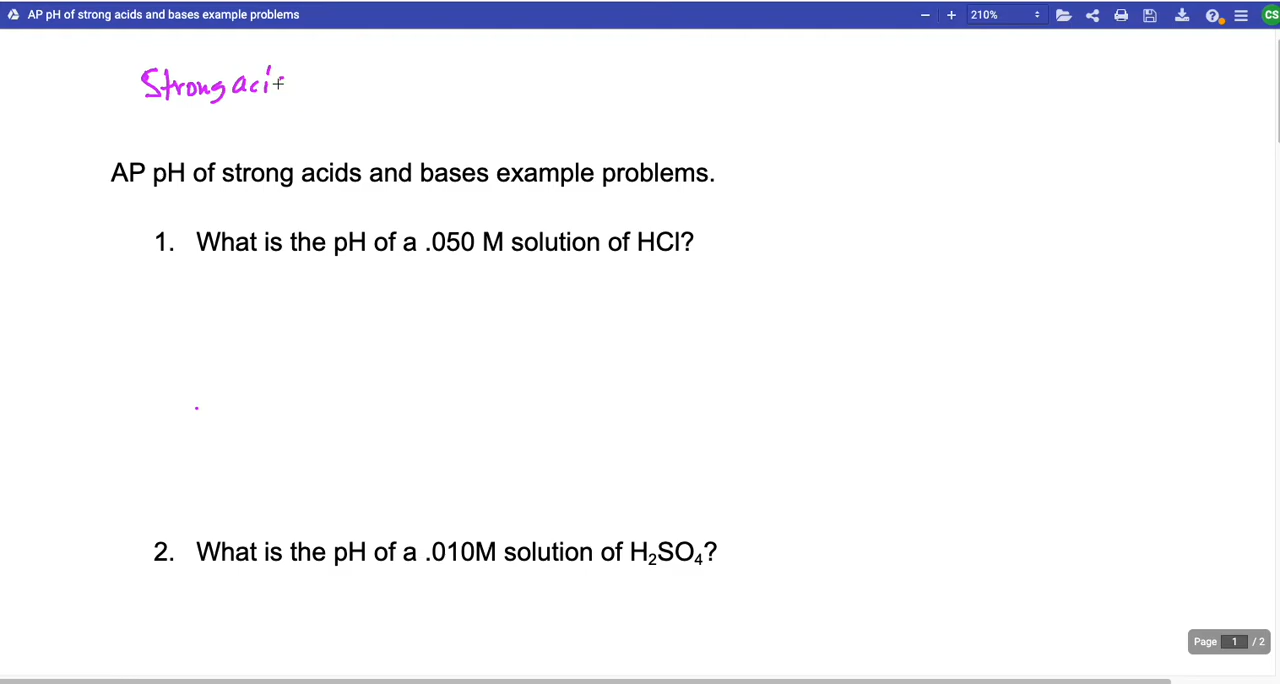 AP pH of strong acids and bases example problems
210%
CS
Strong aci
AP pH of strong acids and bases example problems.
1. What is the pH of a .050 M solution of HCl?
2. What is the pH of a .010M solution of H₂SO₄?
Page 1 / 2